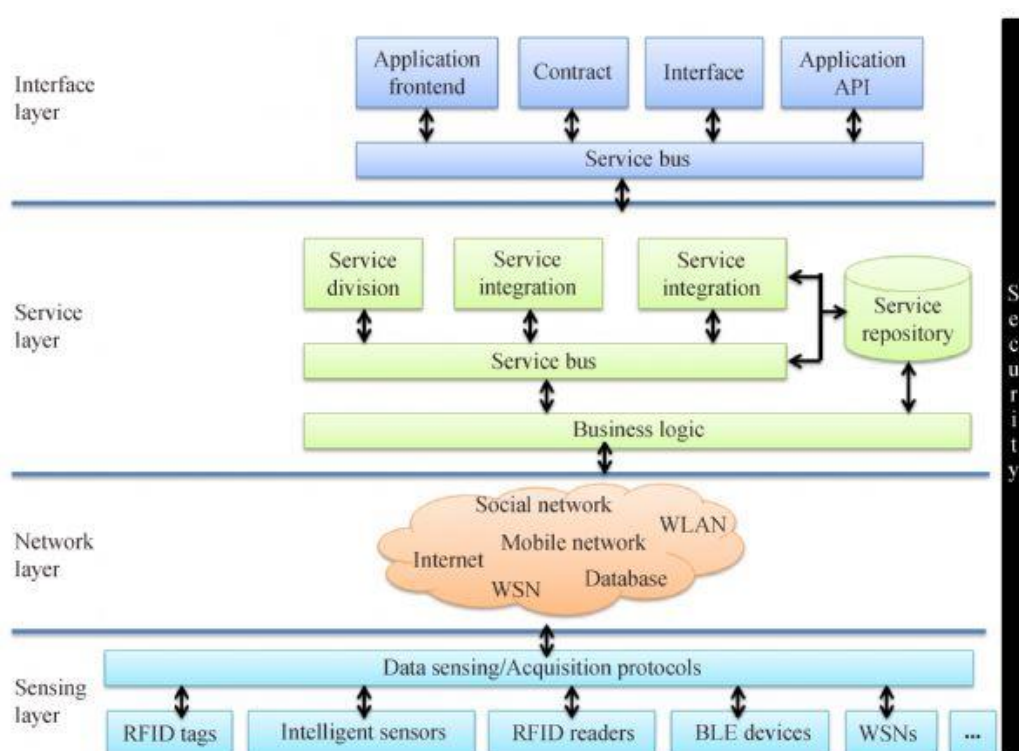 Interface
layer
Application
frontend
Contract
Interface
Application
API
Service bus
Service
layer
Service
division
Service
integration
Service
integration
Service
repository
Service bus
Business logic
Network
layer
Social network
WLAN
Mobile network
Internet
Database
WSN
Sensing
layer
Data sensing/Acquisition protocols
RFID tags
Intelligent sensors
RFID readers
BLE devices
WSNs
...
Security